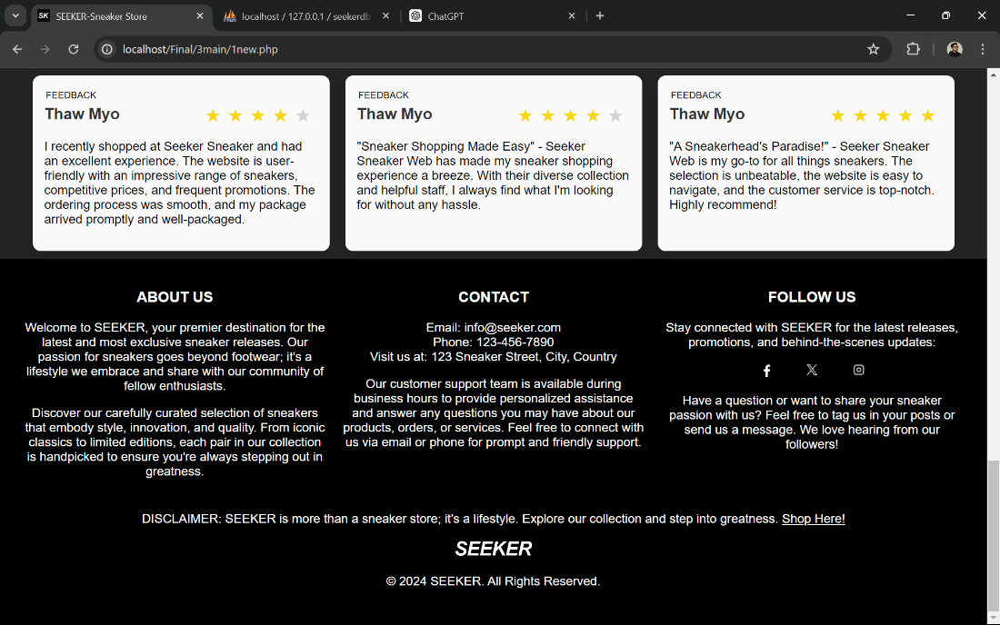 SK SEEKER-Sneaker Store
localhost / 127.0.0.1 / seekerdb
ChatGPT
localhost/Final/3main/1new.php
FEEDBACK
Thaw Myo
I recently shopped at Seeker Sneaker and had
an excellent experience. The website is user-
friendly with an impressive range of sneakers,
competitive prices, and frequent promotions. The
ordering process was smooth, and my package
arrived promptly and well-packaged.
FEEDBACK
Thaw Myo
"Sneaker Shopping Made Easy" - Seeker
Sneaker Web has made my sneaker shopping
experience a breeze. With their diverse collection
and helpful staff, I always find what I'm looking
for without any hassle.
FEEDBACK
Thaw Myo
"A Sneakerhead's Paradise!" - Seeker Sneaker
Web is my go-to for all things sneakers. The
selection is unbeatable, the website is easy to
navigate, and the customer service is top-notch.
Highly recommend!
ABOUT US
Welcome to SEEKER, your premier destination for the
latest and most exclusive sneaker releases. Our
passion for sneakers goes beyond footwear; it's a
lifestyle we embrace and share with our community of
fellow enthusiasts.
Discover our carefully curated selection of sneakers
that embody style, innovation, and quality. From iconic
classics to limited editions, each pair in our collection
is handpicked to ensure you're always stepping out in
greatness.
CONTACT
Email: info@seeker.com
Phone: 123-456-7890
Visit us at: 123 Sneaker Street, City, Country
Our customer support team is available during
business hours to provide personalized assistance
and answer any questions you may have about our
products, orders, or services. Feel free to connect with
us via email or phone for prompt and friendly support.
FOLLOW US
Stay connected with SEEKER for the latest releases,
promotions, and behind-the-scenes updates:
Have a question or want to share your sneaker
passion with us? Feel free to tag us in your posts or
send us a message. We love hearing from our
followers!
DISCLAIMER: SEEKER is more than a sneaker store; it's a lifestyle. Explore our collection and step into greatness. Shop Here!
SEEKER
© 2024 SEEKER. All Rights Reserved.